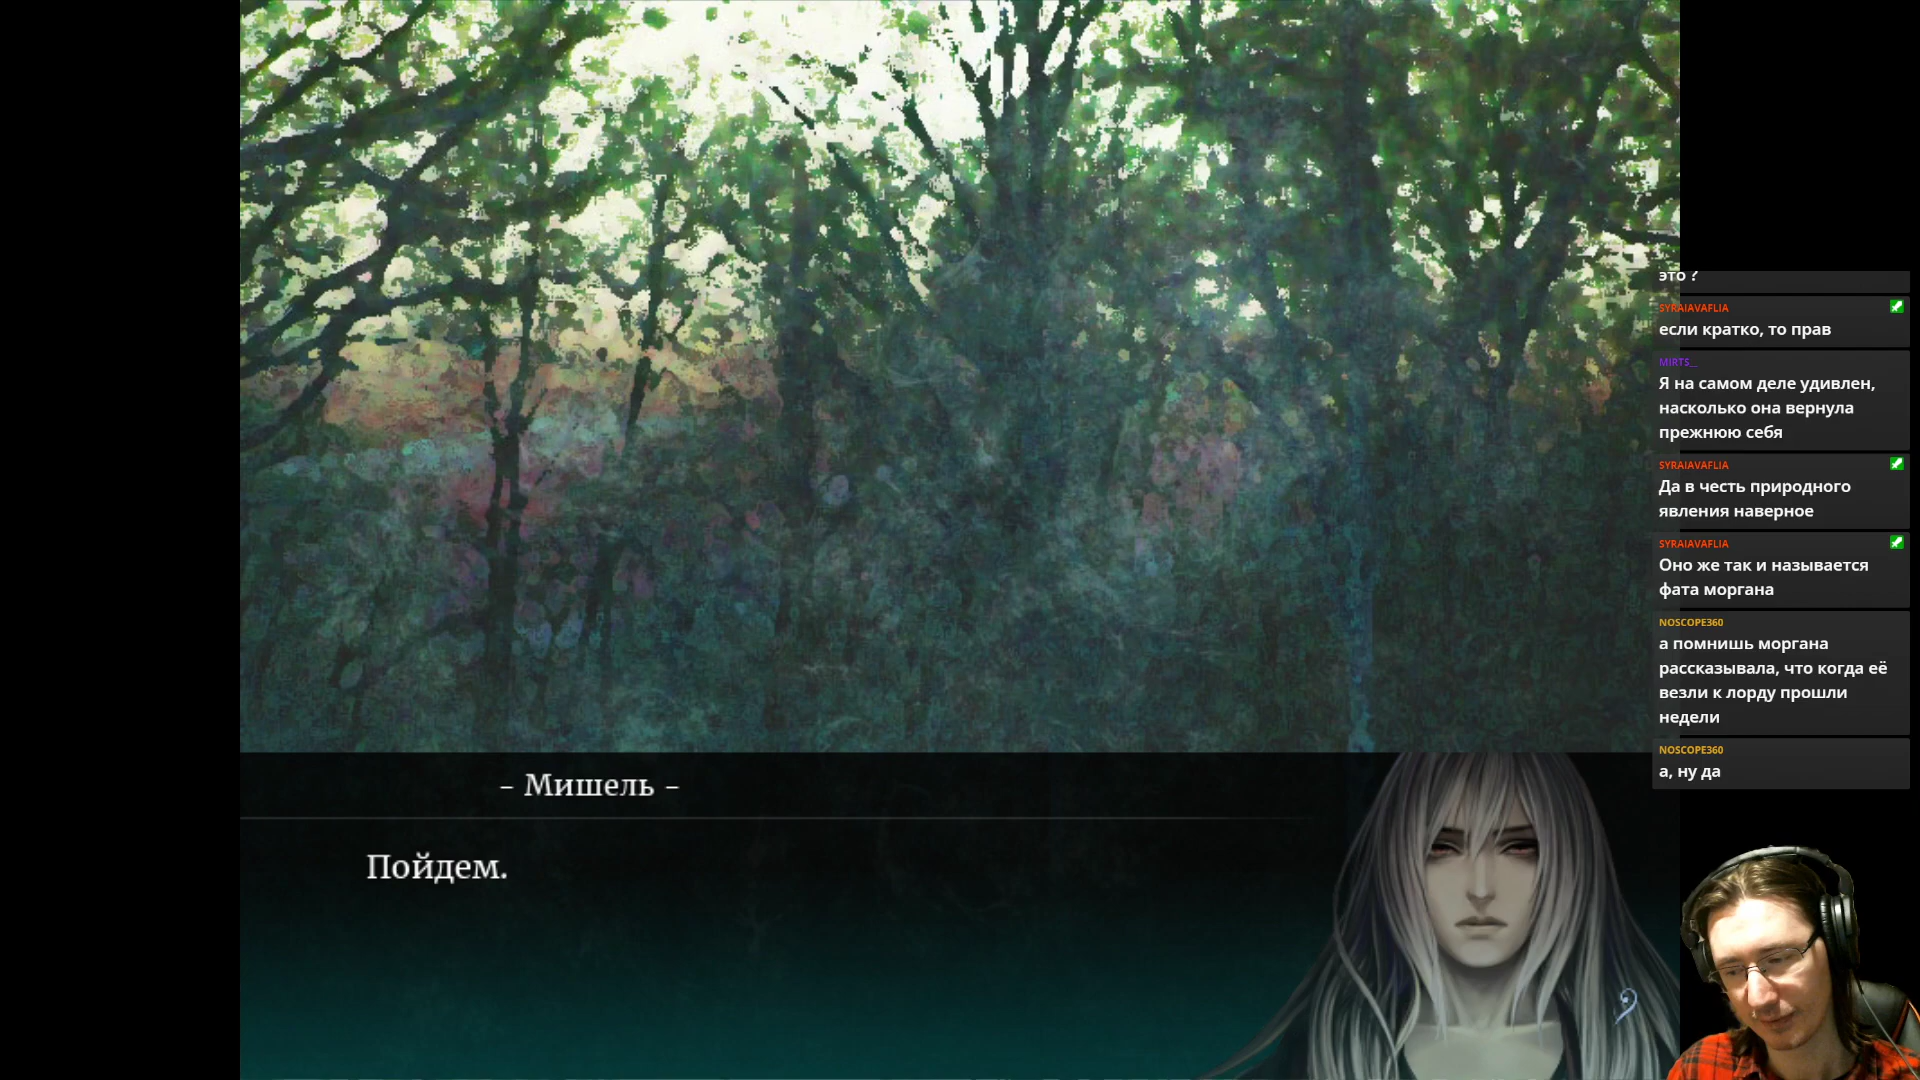 это ?
SYRAIAVAFLIA
если кратко, то прав
MIRTS_
Я на самом деле удивлен,
насколько она вернула
прежнюю себя
SYRAIAVAFLIA
Да в честь природного
явления наверное
SYRAIAVAFLIA
Оно же так и называется
фата моргана
NOSCOPE360
а помнишь моргана
рассказывала, что когда её
везли к лорду прошли
недели
NOSCOPE360
а, ну да
- Мишель -
Пойдем.